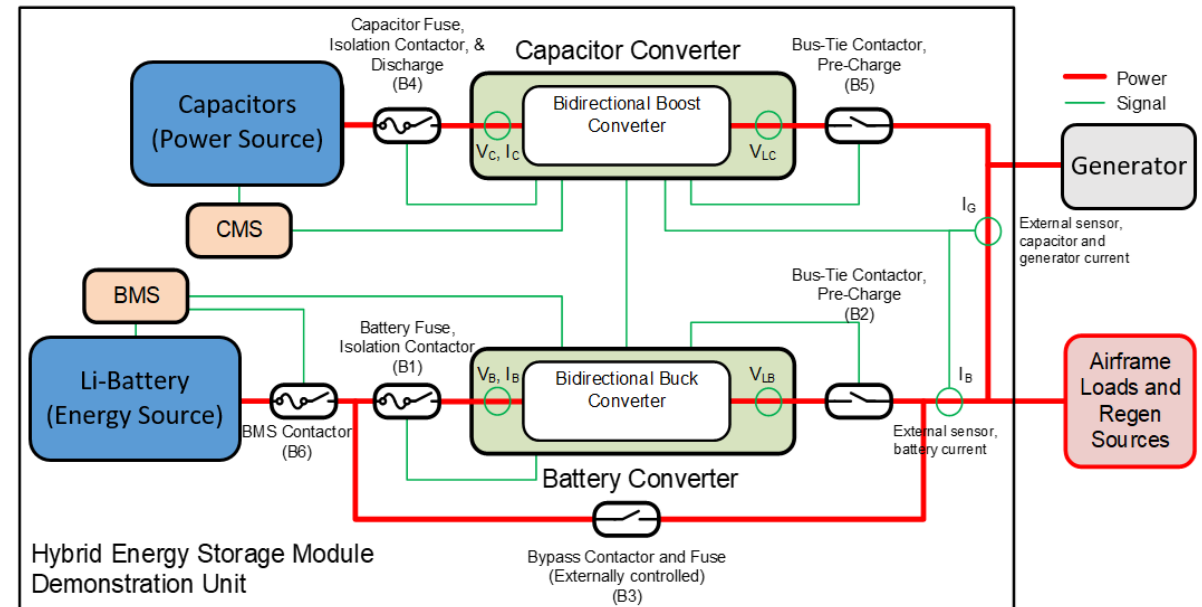 Capacitor Fuse,
Isolation Contactor, &
Discharge
(B4)
Capacitor Converter
Bus-Tie Contactor,
Pre-Charge
(B5)
Power
Signal
Capacitors
(Power Source)
Bidirectional Boost
Converter
VC, IC
VLC
Generator
CMS
IG
External sensor,
capacitor and
generator current
BMS
Bus-Tie Contactor,
Pre-Charge
(B2)
Battery Fuse,
Isolation Contactor
(B1)
Li-Battery
(Energy Source)
VB, IB
Bidirectional Buck
Converter
VLB
IB
Airframe
Loads and
Regen
Sources
BMS Contactor
(B6)
External sensor,
battery current
Battery Converter
Bypass Contactor and Fuse
(Externally controlled)
(B3)
Hybrid Energy Storage Module
Demonstration Unit